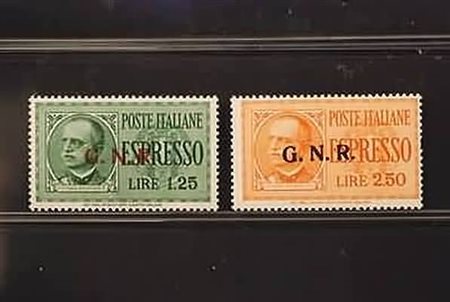 POSTE ITALIANE
ESPRESSO
G. N. R.
LIRE 1.25
POSTE ITALIANE
ESPRESSO
G. N. R.
LIRE 2.50